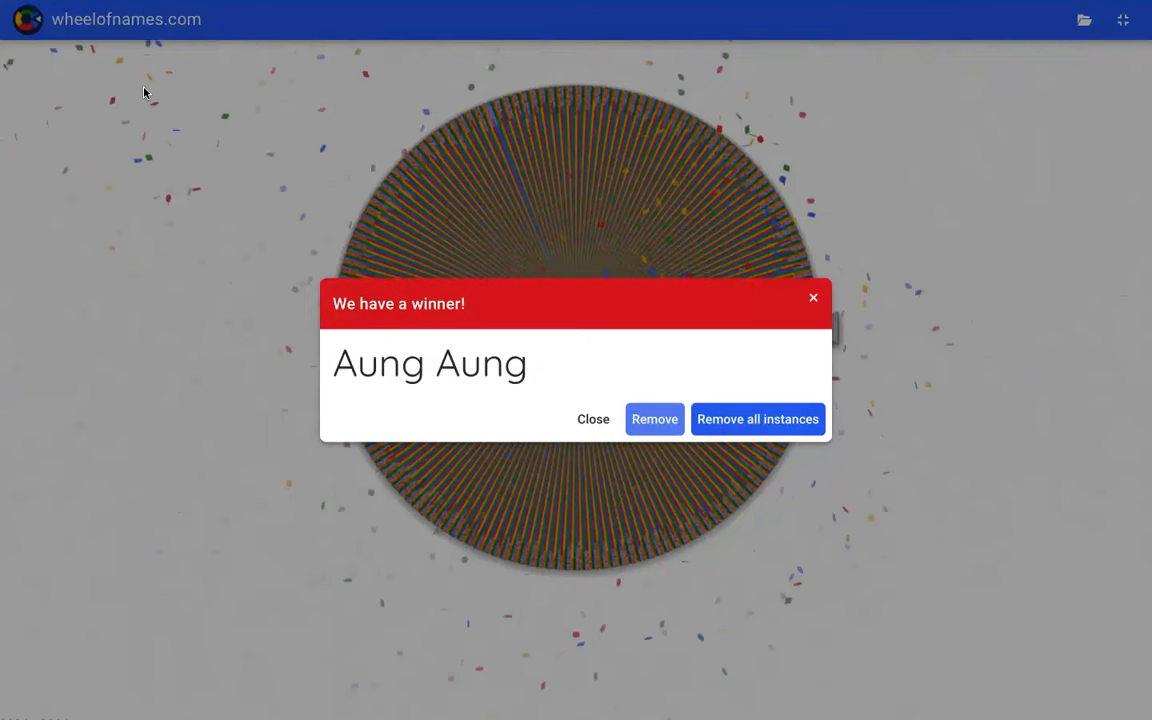 wheelofnames.com
We have a winner!
×
Aung Aung
Close Remove Remove all instances